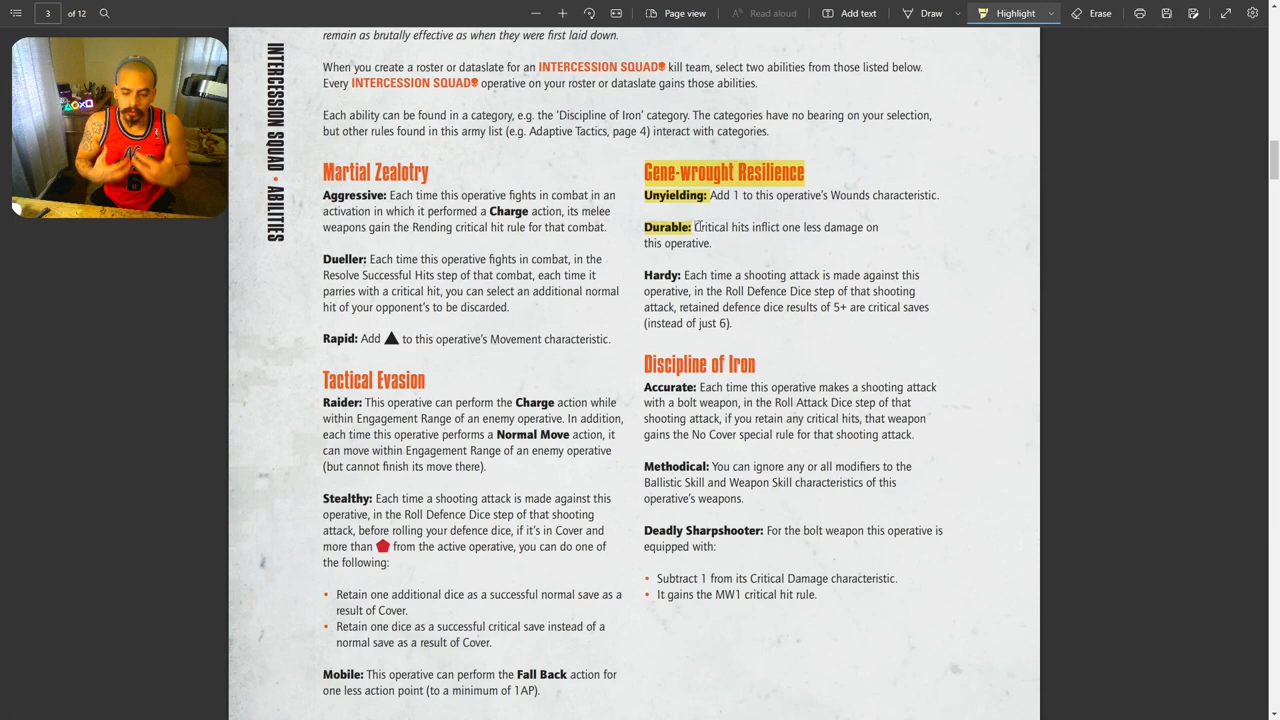 3
of 12
Page view
Read aloud
Add text
Draw
Highlight
Erase
INTERCESSION SQUAD • ABILITIES
remain as brutally effective as when they were first laid down.
When you create a roster or dataslate for an INTERCESSION SQUAD kill team, select two abilities from those listed below.
Every INTERCESSION SQUAD operative on your roster or dataslate gains those abilities.
Each ability can be found in a category, e.g. the ‘Discipline of Iron’ category. The categories have no bearing on your selection,
but other rules found in this army list (e.g. Adaptive Tactics, page 4) interact with categories.
Martial Zealotry
Aggressive: Each time this operative fights in combat in an
activation in which it performed a Charge action, its melee
weapons gain the Rending critical hit rule for that combat.
Dueller: Each time this operative fights in combat, in the
Resolve Successful Hits step of that combat, each time it
parries with a critical hit, you can select an additional normal
hit of your opponent’s to be discarded.
Rapid: Add ▲ to this operative’s Movement characteristic.
Tactical Evasion
Raider: This operative can perform the Charge action while
within Engagement Range of an enemy operative. In addition,
each time this operative performs a Normal Move action, it
can move within Engagement Range of an enemy operative
(but cannot finish its move there).
Stealthy: Each time a shooting attack is made against this
operative, in the Roll Defence Dice step of that shooting
attack, before rolling your defence dice, if it’s in Cover and
more than ⬟ from the active operative, you can do one of
the following:
• Retain one additional dice as a successful normal save as a
result of Cover.
• Retain one dice as a successful critical save instead of a
normal save as a result of Cover.
Mobile: This operative can perform the Fall Back action for
one less action point (to a minimum of 1AP).
Gene-wrought Resilience
Unyielding: Add 1 to this operative’s Wounds characteristic.
Durable: Critical hits inflict one less damage on
this operative.
Hardy: Each time a shooting attack is made against this
operative, in the Roll Defence Dice step of that shooting
attack, retained defence dice results of 5+ are critical saves
(instead of just 6).
Discipline of Iron
Accurate: Each time this operative makes a shooting attack
with a bolt weapon, in the Roll Attack Dice step of that
shooting attack, if you retain any critical hits, that weapon
gains the No Cover special rule for that shooting attack.
Methodical: You can ignore any or all modifiers to the
Ballistic Skill and Weapon Skill characteristics of this
operative’s weapons.
Deadly Sharpshooter: For the bolt weapon this operative is
equipped with:
• Subtract 1 from its Critical Damage characteristic.
• It gains the MW1 critical hit rule.